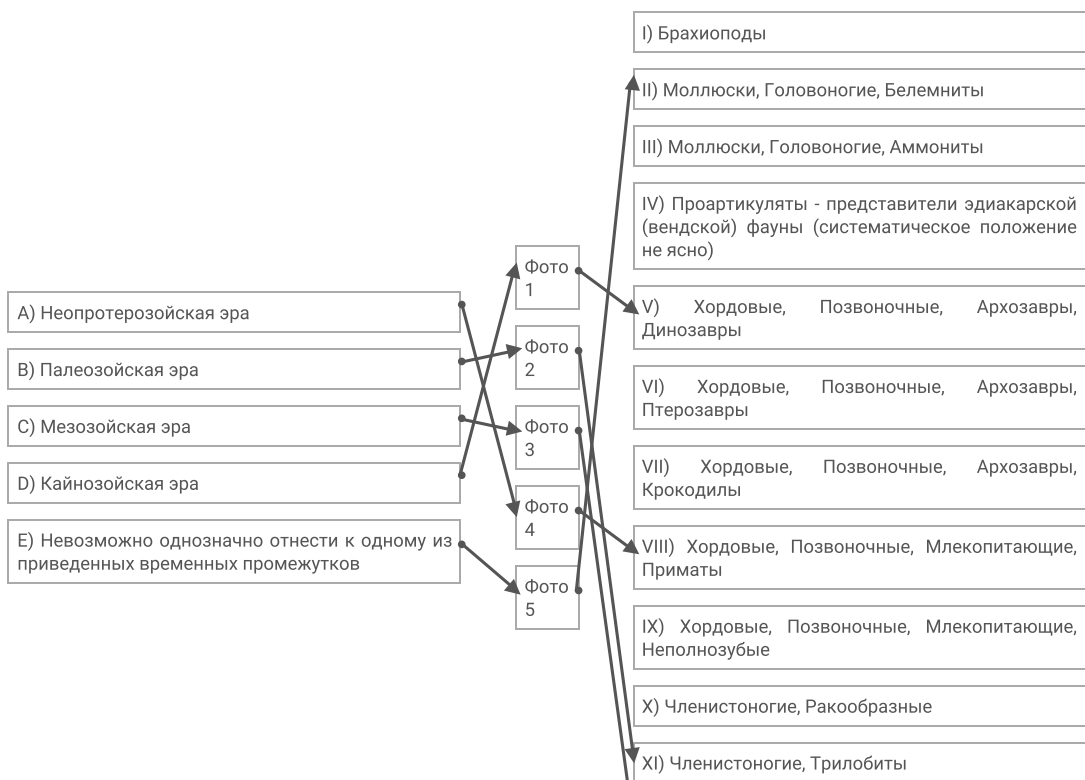 I) Брахиоподы
II) Моллюски, Головоногие, Белемниты
III) Моллюски, Головоногие, Аммониты
IV) Проартикуляты - представители эдиакарской
(вендской) фауны (систематическое положение
не ясно)
V) Хордовые, Позвоночные, Архозавры,
Динозавры
VI) Хордовые, Позвоночные, Архозавры,
Птерозавры
VII) Хордовые, Позвоночные, Архозавры,
Крокодилы
VIII) Хордовые, Позвоночные, Млекопитающие,
Приматы
IX) Хордовые, Позвоночные, Млекопитающие,
Неполнозубые
X) Членистоногие, Ракообразные
XI) Членистоногие, Трилобиты
Фото
1
Фото
2
Фото
3
Фото
4
Фото
5
A) Неопротерозойская эра
B) Палеозойская эра
C) Мезозойская эра
D) Кайнозойская эра
E) Невозможно однозначно отнести к одному из
приведенных временных промежутков